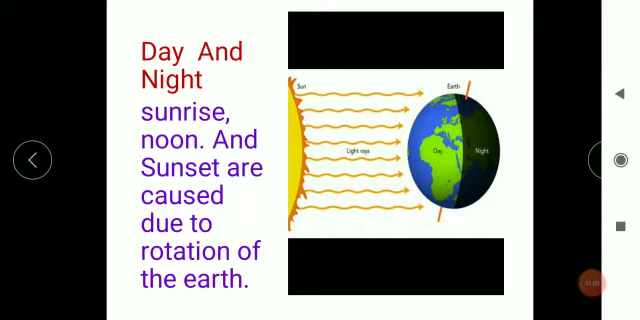 Day And
Night
sunrise,
noon. And
Sunset are
caused
due to
rotation of
the earth.
Sun
Earth
Light rays
Day
Night